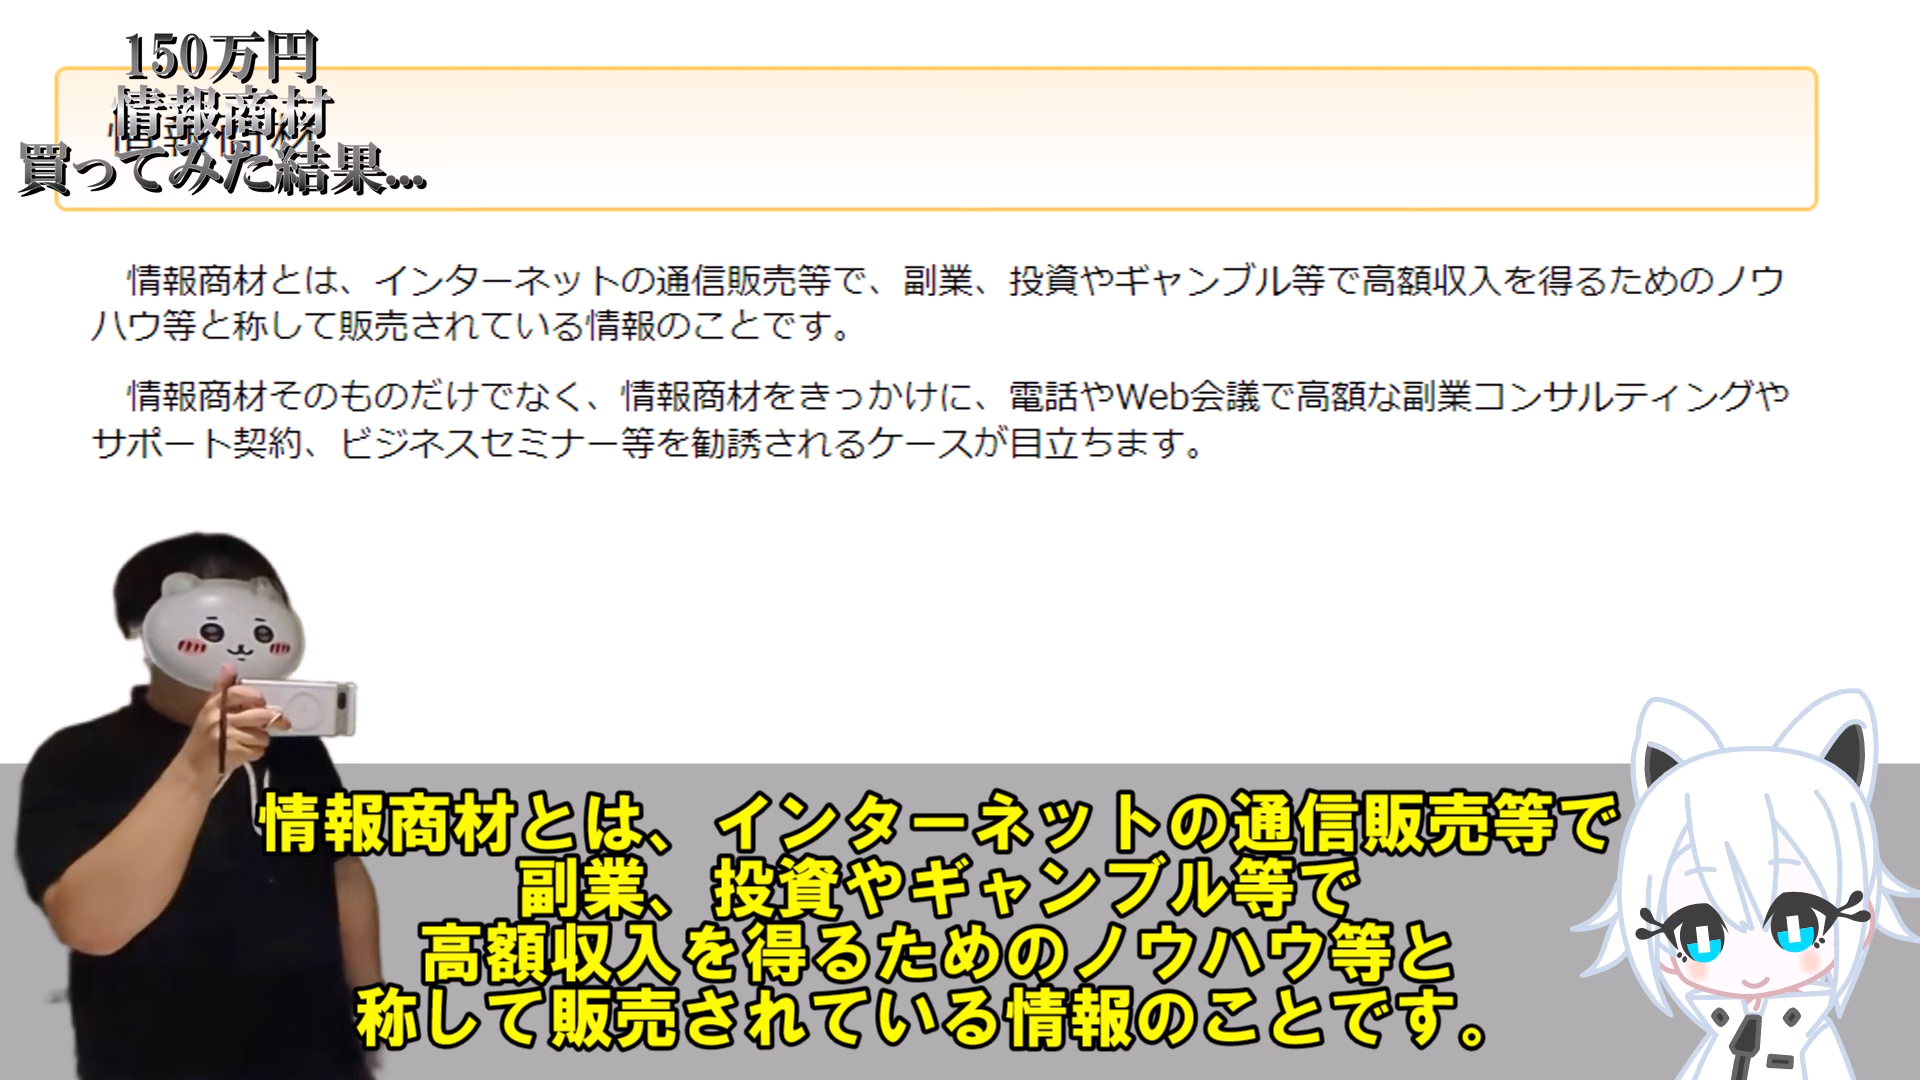 150万円
情報商材
買ってみた結果...
情報商材
情報商材とは、インターネットの通信販売等で、副業、投資やギャンブル等で高額収入を得るためのノウ
ハウ等と称して販売されている情報のことです。
情報商材そのものだけでなく、情報商材をきっかけに、電話やWeb会議で高額な副業コンサルティングや
サポート契約、ビジネスセミナー等を勧誘されるケースが目立ちます。
情報商材とは、インターネットの通信販売等で
副業、投資やギャンブル等で
高額収入を得るためのノウハウ等と
称して販売されている情報のことです。